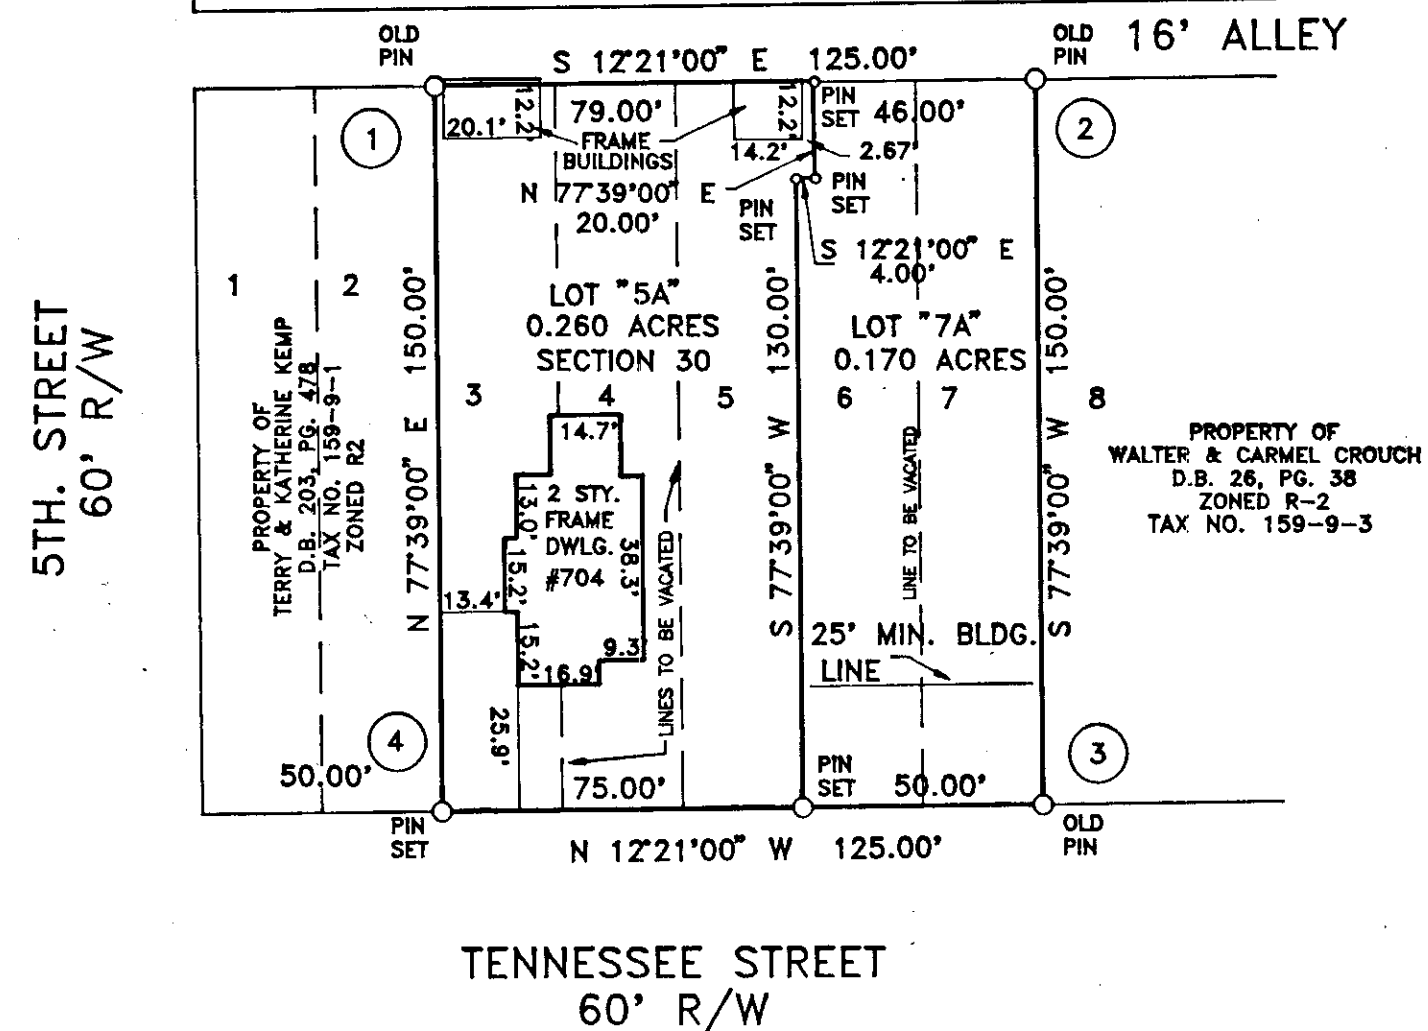 16' ALLEY
OLD
PIN
S 12°21'00" E 125.00'
OLD
PIN
1
20.1'
12.2'
79.00'
FRAME
BUILDINGS
12.2'
14.2'
PIN
SET
46.00'
2.67'
2
N 77°39'00" E
20.00'
PIN
SET
PIN
SET
S 12°21'00" E
4.00'
1
2
N 77°39'00" E 150.00'
LOT "5A"
0.260 ACRES
SECTION 30
S 77°39'00" W 130.00'
LOT "7A"
0.170 ACRES
S 77°39'00" W 150.00'
3
4
5
6
7
8
5TH. STREET
60' R/W
PROPERTY OF
TERRY & KATHERINE KEMP
D.B. 203, PG. 478
TAX NO. 159-9-1
ZONED R2
PROPERTY OF
WALTER & CARMEL CROUCH
D.B. 26, PG. 38
ZONED R-2
TAX NO. 159-9-3
14.7'
13.0'
2 STY.
FRAME
DWLG.
#704
38.3'
15.2'
13.4'
15.2'
9.3
16.9'
25.9'
LINES TO BE VACATED
LINE TO BE VACATED
25' MIN. BLDG.
LINE
4
50.00'
75.00'
PIN
SET
50.00'
3
PIN
SET
N 12°21'00" W 125.00'
OLD
PIN
TENNESSEE STREET
60' R/W